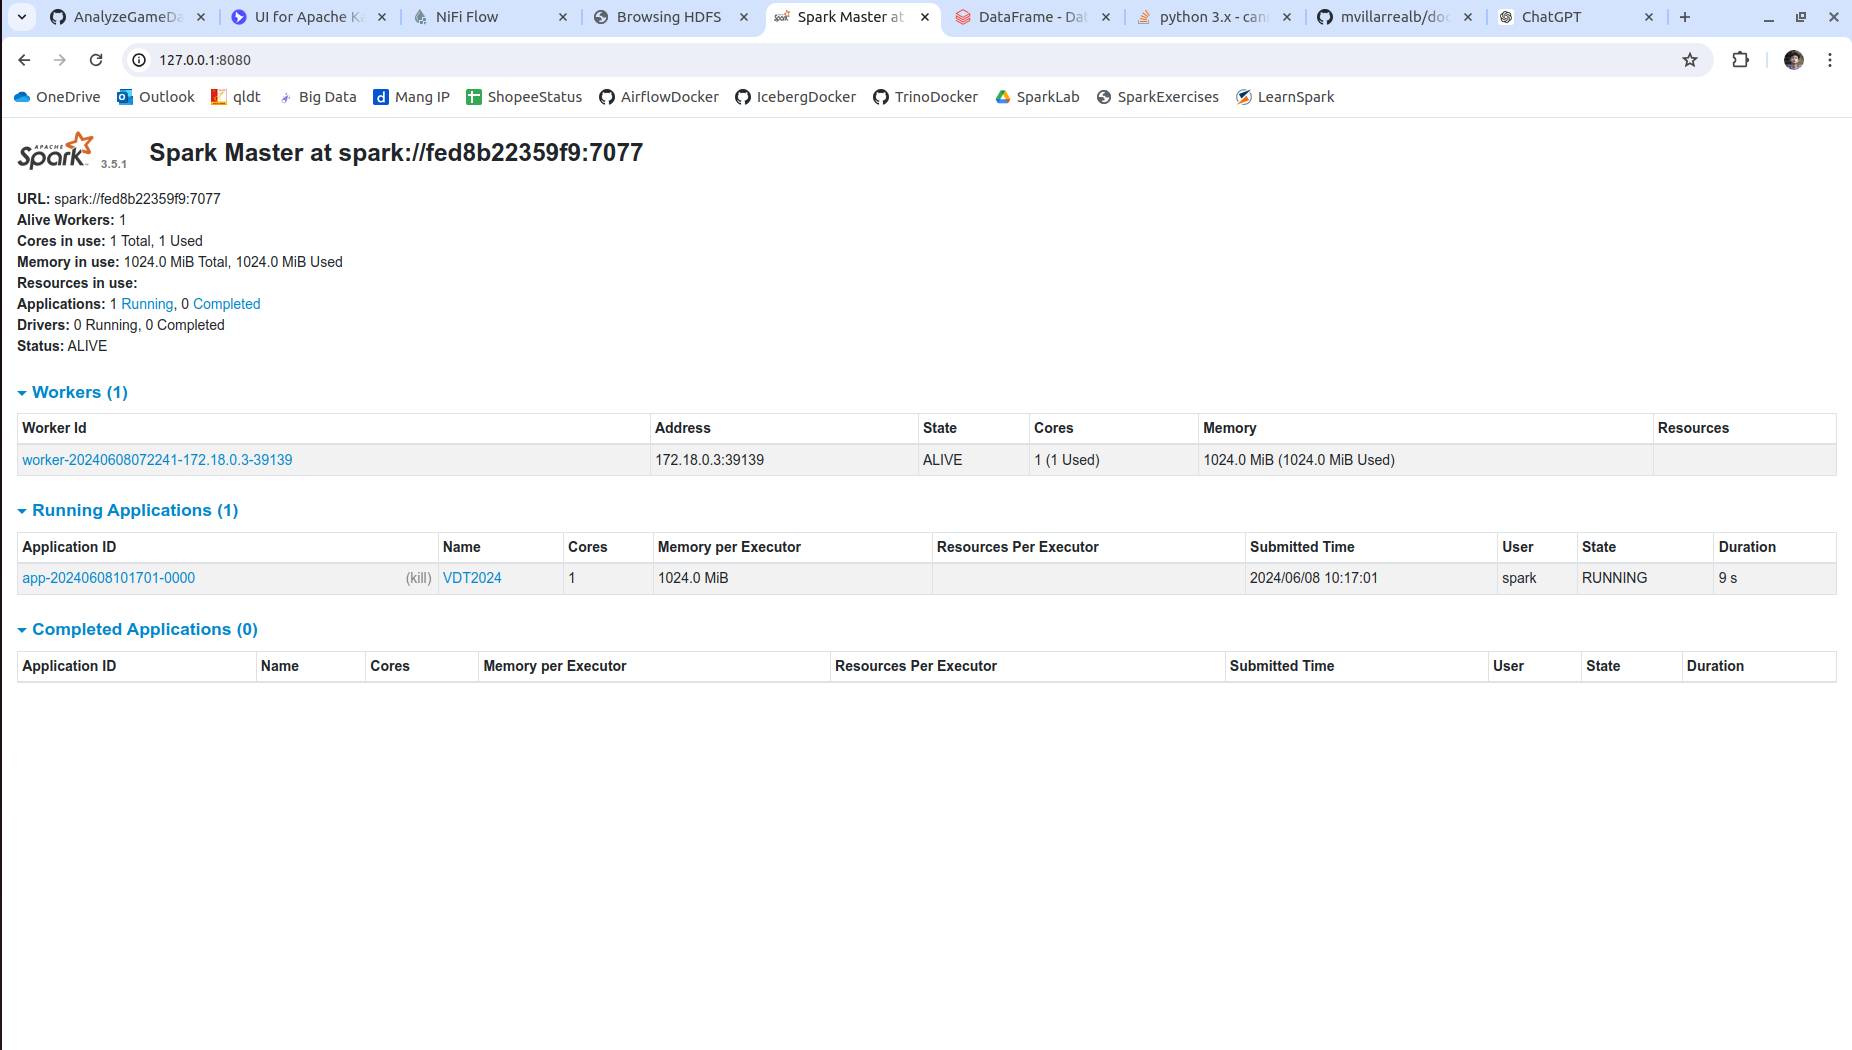 AnalyzeGameDa
UI for Apache Ka
NiFi Flow
Browsing HDFS
Spark Master at
DataFrame - Dat
python 3.x - can
mvillarrealb/doc
ChatGPT
127.0.0.1:8080
OneDrive Outlook qldt Big Data Mang IP ShopeeStatus AirflowDocker IcebergDocker TrinoDocker SparkLab SparkExercises LearnSpark
APACHE Spark 3.5.1 Spark Master at spark://fed8b22359f9:7077
URL: spark://fed8b22359f9:7077
Alive Workers: 1
Cores in use: 1 Total, 1 Used
Memory in use: 1024.0 MiB Total, 1024.0 MiB Used
Resources in use:
Applications: 1 Running, 0 Completed
Drivers: 0 Running, 0 Completed
Status: ALIVE
Workers (1)
Worker Id Address State Cores Memory Resources
worker-20240608072241-172.18.0.3-39139 172.18.0.3:39139 ALIVE 1 (1 Used) 1024.0 MiB (1024.0 MiB Used)
Running Applications (1)
Application ID Name Cores Memory per Executor Resources Per Executor Submitted Time User State Duration
app-20240608101701-0000 (kill) VDT2024 1 1024.0 MiB 2024/06/08 10:17:01 spark RUNNING 9 s
Completed Applications (0)
Application ID Name Cores Memory per Executor Resources Per Executor Submitted Time User State Duration